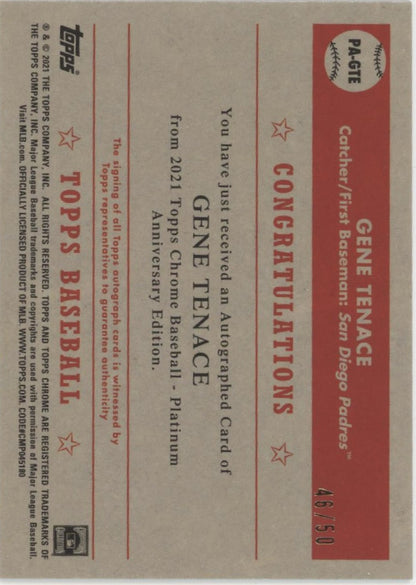 PA-GTE
GENE TENACE
Catcher/First Baseman: San Diego Padres™
46/50
CONGRATULATIONS
You have just received an Autographed Card of
GENE TENACE
from 2021 Topps Chrome Baseball - Platinum
Anniversary Edition.
The signing of all Topps autograph cards is witnessed by
Topps representatives to guarantee authenticity
TOPPS BASEBALL
topps
® & © 2021 THE TOPPS COMPANY, INC. ALL RIGHTS RESERVED. TOPPS AND TOPPS CHROME ARE REGISTERED TRADEMARKS OF
THE TOPPS COMPANY, INC. Major League Baseball trademarks and copyrights are used with permission of Major League Baseball.
Visit MLB.com. OFFICIALLY LICENSED PRODUCT OF MLB. WWW.TOPPS.COM. CODE#CMP045180